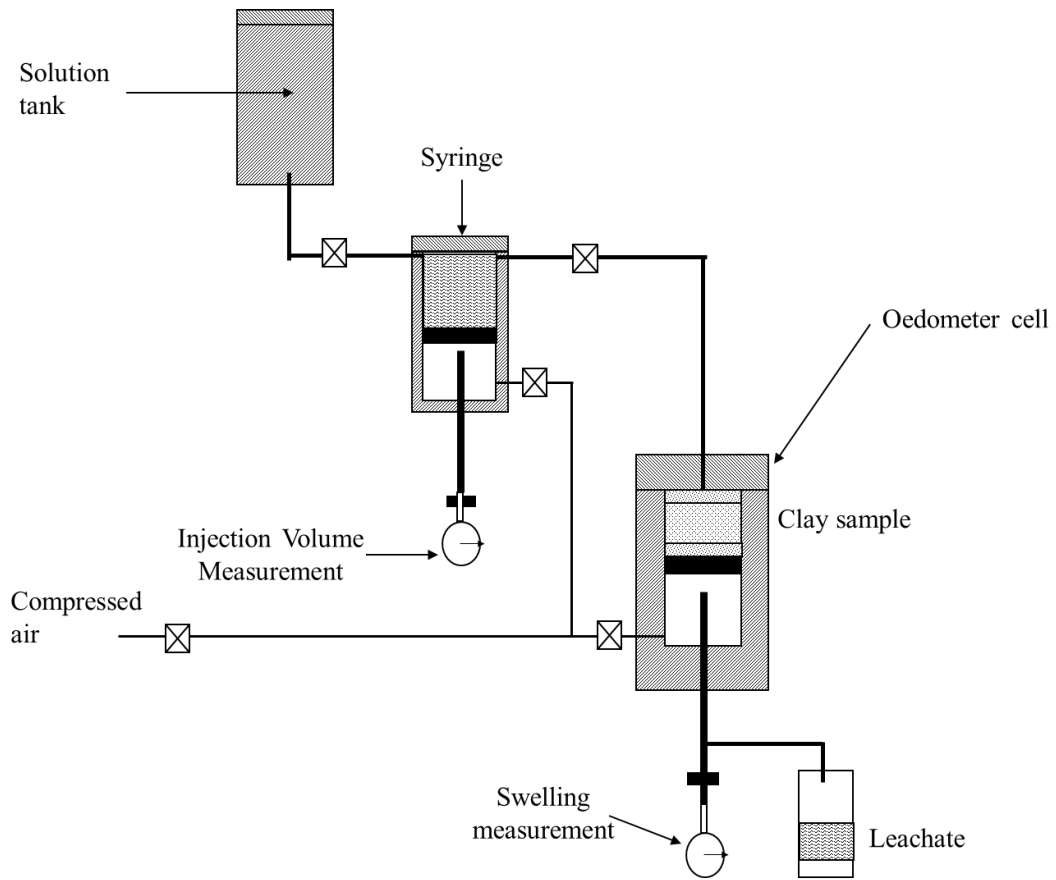 Solution
tank
Syringe
Oedometer cell
Clay sample
Injection Volume
Measurement
Compressed
air
Swelling
measurement
Leachate